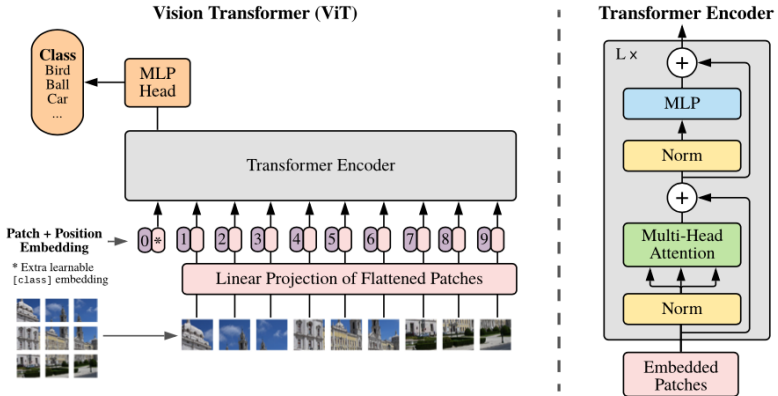 Vision Transformer (ViT)
Class
Bird
Ball
Car
...
MLP
Head
Transformer Encoder
Patch + Position
Embedding
0 * 1 2 3 4 5 6 7 8 9
* Extra learnable
[class] embedding
Linear Projection of Flattened Patches
Transformer Encoder
L x
+
MLP
Norm
+
Multi-Head
Attention
Norm
Embedded
Patches